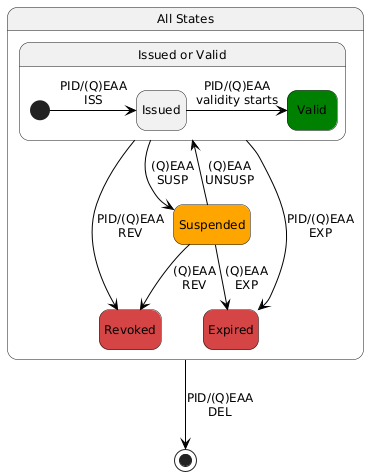 All States
Issued or Valid
PID/(Q)EAA
ISS
PID/(Q)EAA
validity starts
Issued
Valid
(Q)EAA
SUSP
(Q)EAA
UNSUSP
PID/(Q)EAA
REV
Suspended
PID/(Q)EAA
EXP
(Q)EAA
REV
(Q)EAA
EXP
Revoked
Expired
PID/(Q)EAA
DEL